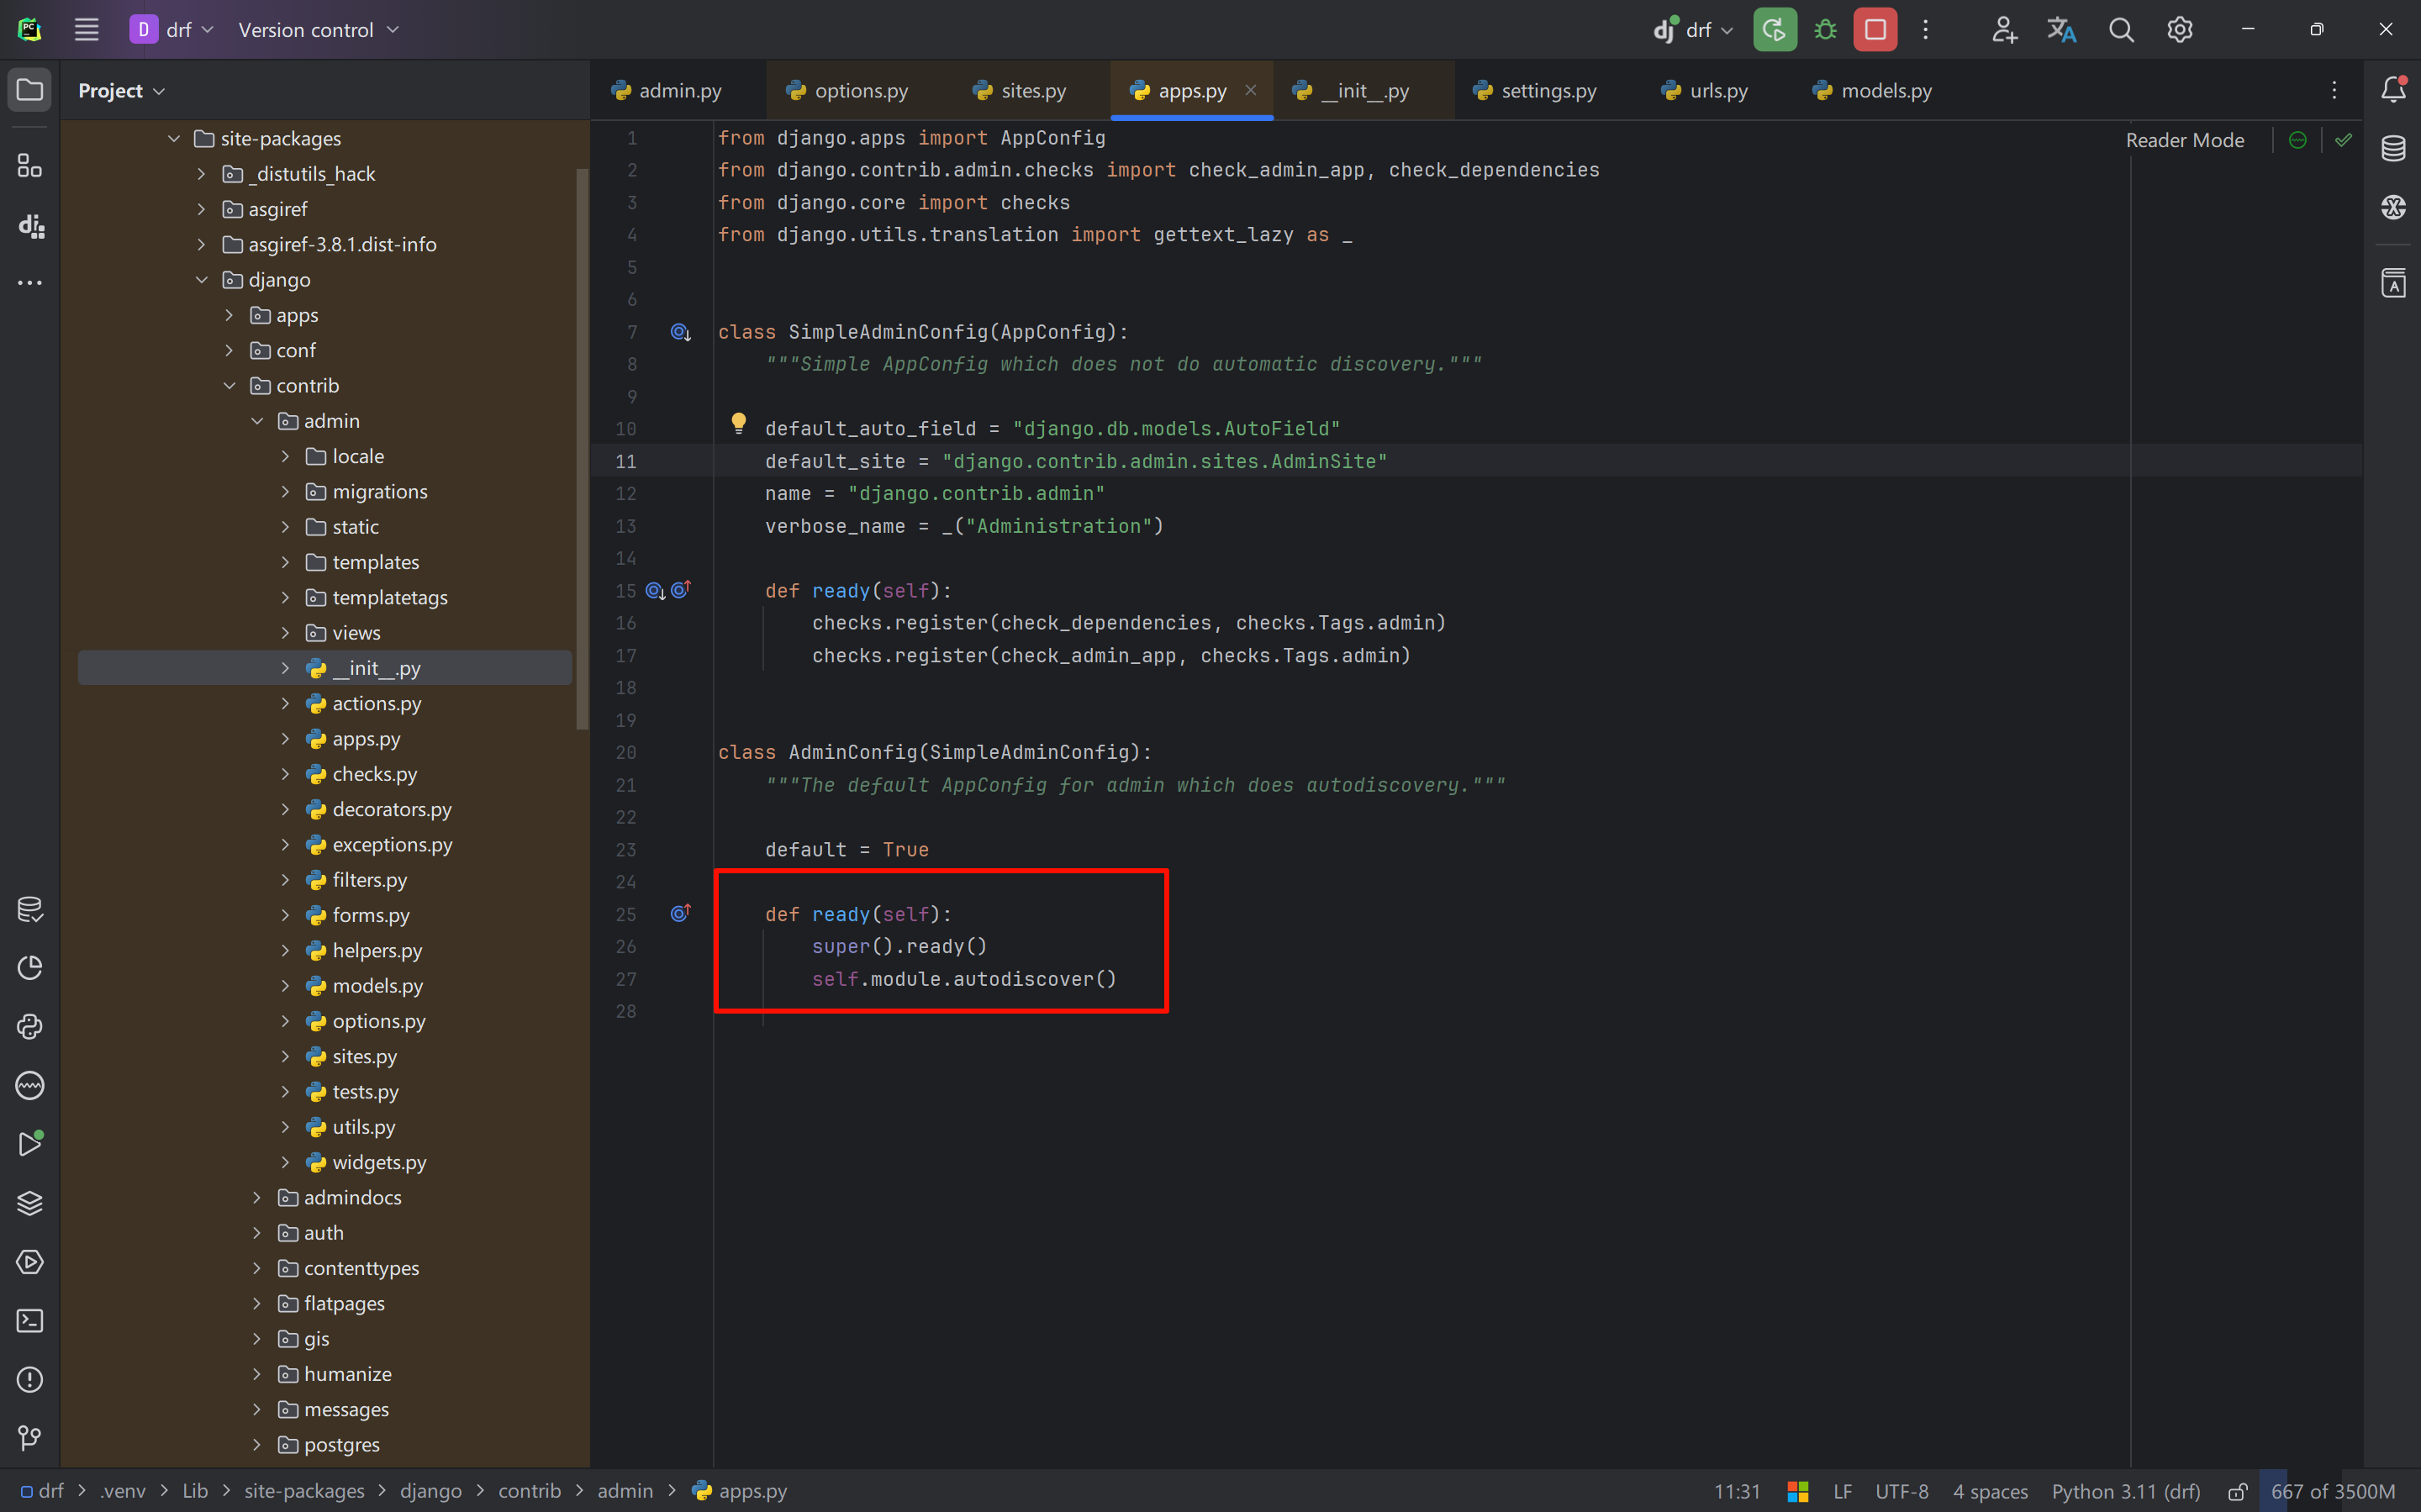 PC
D drf Version control
dj drf
Project
admin.py options.py sites.py apps.py __init__.py settings.py urls.py models.py
Reader Mode
site-packages
_distutils_hack
asgiref
asgiref-3.8.1.dist-info
django
apps
conf
contrib
admin
locale
migrations
static
templates
templatetags
views
__init__.py
actions.py
apps.py
checks.py
decorators.py
exceptions.py
filters.py
forms.py
helpers.py
models.py
options.py
sites.py
tests.py
utils.py
widgets.py
admindocs
auth
contenttypes
flatpages
gis
humanize
messages
postgres
1 from django.apps import AppConfig
2 from django.contrib.admin.checks import check_admin_app, check_dependencies
3 from django.core import checks
4 from django.utils.translation import gettext_lazy as _
5
6
7 class SimpleAdminConfig(AppConfig):
8 """Simple AppConfig which does not do automatic discovery."""
9
10 default_auto_field = "django.db.models.AutoField"
11 default_site = "django.contrib.admin.sites.AdminSite"
12 name = "django.contrib.admin"
13 verbose_name = _("Administration")
14
15 def ready(self):
16 checks.register(check_dependencies, checks.Tags.admin)
17 checks.register(check_admin_app, checks.Tags.admin)
18
19
20 class AdminConfig(SimpleAdminConfig):
21 """The default AppConfig for admin which does autodiscovery."""
22
23 default = True
24
25 def ready(self):
26 super().ready()
27 self.module.autodiscover()
28
drf > .venv > Lib > site-packages > django > contrib > admin > apps.py
11:31 LF UTF-8 4 spaces Python 3.11 (drf) 667 of 3500M